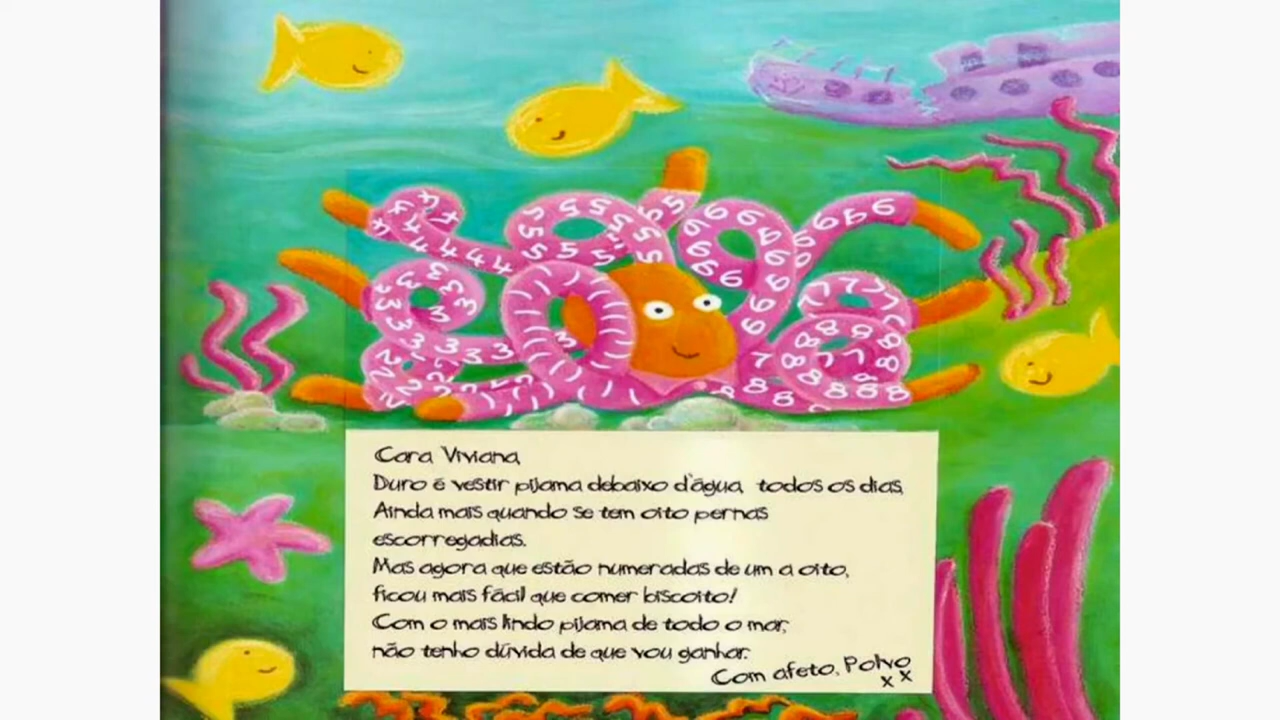 Cara Viviana,
Duro é vestir pijama debaixo d'água, todos os dias,
Ainda mais quando se tem oito pernas
escorregadias.
Mas agora que estão numeradas de um a oito,
ficou mais fácil que comer biscoito!
Com o mais lindo pijama de todo o mar,
não tenho dúvida de que vou ganhar.
Com afeto, Polvo
x x